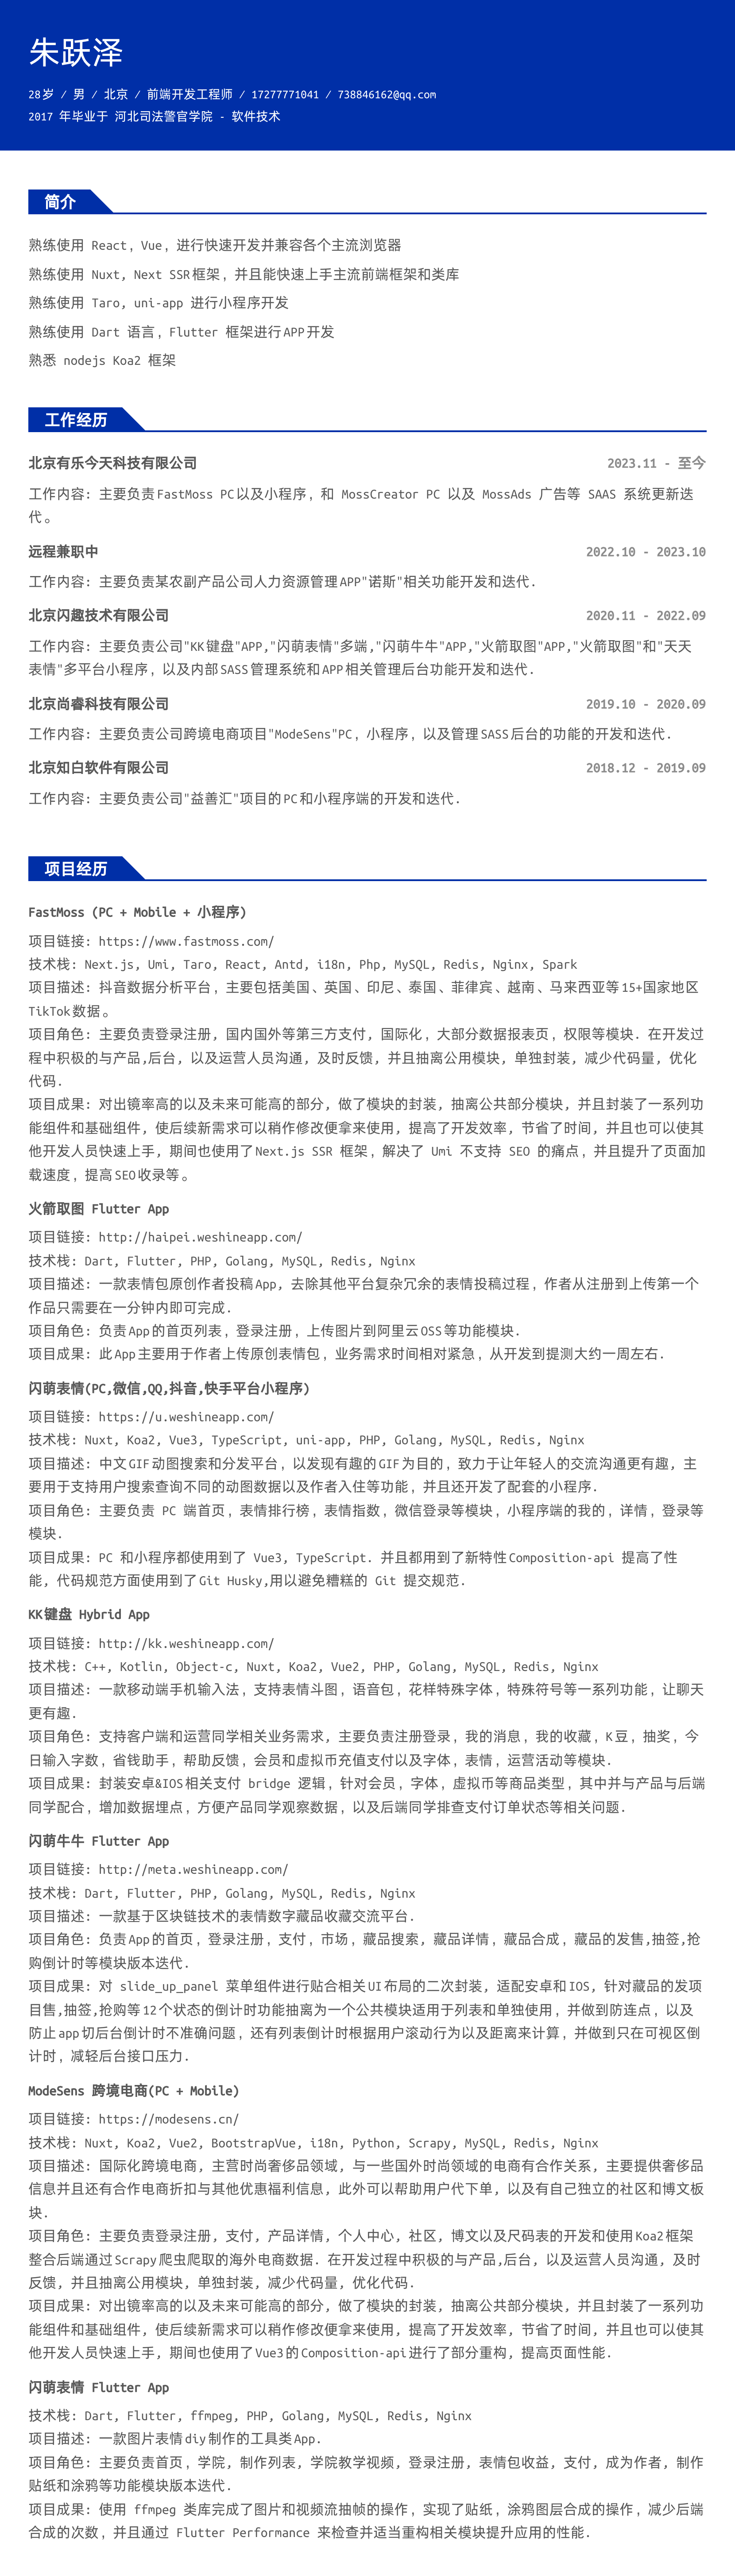 朱跃泽
28岁 / 男 / 北京 / 前端开发工程师 / 17277771041 / 738846162@qq.com
2017 年毕业于 河北司法警官学院 - 软件技术
简介
熟练使用 React, Vue, 进行快速开发并兼容各个主流浏览器
熟练使用 Nuxt, Next SSR框架, 并且能快速上手主流前端框架和类库
熟练使用 Taro, uni-app 进行小程序开发
熟练使用 Dart 语言, Flutter 框架进行APP开发
熟悉 nodejs Koa2 框架
工作经历
北京有乐今天科技有限公司 2023.11 - 至今
工作内容: 主要负责FastMoss PC以及小程序, 和 MossCreator PC 以及 MossAds 广告等 SAAS 系统更新迭
代。
远程兼职中 2022.10 - 2023.10
工作内容: 主要负责某农副产品公司人力资源管理APP"诺斯"相关功能开发和迭代.
北京闪趣技术有限公司 2020.11 - 2022.09
工作内容: 主要负责公司"KK键盘"APP,"闪萌表情"多端,"闪萌牛牛"APP,"火箭取图"APP,"火箭取图"和"天天
表情"多平台小程序, 以及内部SASS管理系统和APP相关管理后台功能开发和迭代.
北京尚睿科技有限公司 2019.10 - 2020.09
工作内容: 主要负责公司跨境电商项目"ModeSens"PC, 小程序, 以及管理SASS后台的功能的开发和迭代.
北京知白软件有限公司 2018.12 - 2019.09
工作内容: 主要负责公司"益善汇"项目的PC和小程序端的开发和迭代.
项目经历
FastMoss (PC + Mobile + 小程序)
项目链接: https://www.fastmoss.com/
技术栈: Next.js, Umi, Taro, React, Antd, i18n, Php, MySQL, Redis, Nginx, Spark
项目描述: 抖音数据分析平台, 主要包括美国、英国、印尼、泰国、菲律宾、越南、马来西亚等15+国家地区
TikTok数据。
项目角色: 主要负责登录注册, 国内国外等第三方支付, 国际化, 大部分数据报表页, 权限等模块. 在开发过
程中积极的与产品,后台, 以及运营人员沟通, 及时反馈, 并且抽离公用模块, 单独封装, 减少代码量, 优化
代码.
项目成果: 对出镜率高的以及未来可能高的部分, 做了模块的封装, 抽离公共部分模块, 并且封装了一系列功
能组件和基础组件, 使后续新需求可以稍作修改便拿来使用, 提高了开发效率, 节省了时间, 并且也可以使其
他开发人员快速上手, 期间也使用了Next.js SSR 框架, 解决了 Umi 不支持 SEO 的痛点, 并且提升了页面加
载速度, 提高SEO收录等。
火箭取图 Flutter App
项目链接: http://haipei.weshineapp.com/
技术栈: Dart, Flutter, PHP, Golang, MySQL, Redis, Nginx
项目描述: 一款表情包原创作者投稿App, 去除其他平台复杂冗余的表情投稿过程, 作者从注册到上传第一个
作品只需要在一分钟内即可完成.
项目角色: 负责App的首页列表, 登录注册, 上传图片到阿里云OSS等功能模块.
项目成果: 此App主要用于作者上传原创表情包, 业务需求时间相对紧急, 从开发到提测大约一周左右.
闪萌表情(PC,微信,QQ,抖音,快手平台小程序)
项目链接: https://u.weshineapp.com/
技术栈: Nuxt, Koa2, Vue3, TypeScript, uni-app, PHP, Golang, MySQL, Redis, Nginx
项目描述: 中文GIF动图搜索和分发平台, 以发现有趣的GIF为目的, 致力于让年轻人的交流沟通更有趣, 主
要用于支持用户搜索查询不同的动图数据以及作者入住等功能, 并且还开发了配套的小程序.
项目角色: 主要负责 PC 端首页, 表情排行榜, 表情指数, 微信登录等模块, 小程序端的我的, 详情, 登录等
模块.
项目成果: PC 和小程序都使用到了 Vue3, TypeScript. 并且都用到了新特性Composition-api 提高了性
能, 代码规范方面使用到了Git Husky,用以避免糟糕的 Git 提交规范.
KK键盘 Hybrid App
项目链接: http://kk.weshineapp.com/
技术栈: C++, Kotlin, Object-c, Nuxt, Koa2, Vue2, PHP, Golang, MySQL, Redis, Nginx
项目描述: 一款移动端手机输入法, 支持表情斗图, 语音包, 花样特殊字体, 特殊符号等一系列功能, 让聊天
更有趣.
项目角色: 支持客户端和运营同学相关业务需求, 主要负责注册登录, 我的消息, 我的收藏, K豆, 抽奖, 今
日输入字数, 省钱助手, 帮助反馈, 会员和虚拟币充值支付以及字体, 表情, 运营活动等模块.
项目成果: 封装安卓&IOS相关支付 bridge 逻辑, 针对会员, 字体, 虚拟币等商品类型, 其中并与产品与后端
同学配合, 增加数据埋点, 方便产品同学观察数据, 以及后端同学排查支付订单状态等相关问题.
闪萌牛牛 Flutter App
项目链接: http://meta.weshineapp.com/
技术栈: Dart, Flutter, PHP, Golang, MySQL, Redis, Nginx
项目描述: 一款基于区块链技术的表情数字藏品收藏交流平台.
项目角色: 负责App的首页, 登录注册, 支付, 市场, 藏品搜索, 藏品详情, 藏品合成, 藏品的发售,抽签,抢
购倒计时等模块版本迭代.
项目成果: 对 slide_up_panel 菜单组件进行贴合相关UI布局的二次封装, 适配安卓和IOS, 针对藏品的发项
目售,抽签,抢购等12个状态的倒计时功能抽离为一个公共模块适用于列表和单独使用, 并做到防连点, 以及
防止app切后台倒计时不准确问题, 还有列表倒计时根据用户滚动行为以及距离来计算, 并做到只在可视区倒
计时, 减轻后台接口压力.
ModeSens 跨境电商(PC + Mobile)
项目链接: https://modesens.cn/
技术栈: Nuxt, Koa2, Vue2, BootstrapVue, i18n, Python, Scrapy, MySQL, Redis, Nginx
项目描述: 国际化跨境电商, 主营时尚奢侈品领域, 与一些国外时尚领域的电商有合作关系, 主要提供奢侈品
信息并且还有合作电商折扣与其他优惠福利信息, 此外可以帮助用户代下单, 以及有自己独立的社区和博文板
块.
项目角色: 主要负责登录注册, 支付, 产品详情, 个人中心, 社区, 博文以及尺码表的开发和使用Koa2框架
整合后端通过Scrapy爬虫爬取的海外电商数据. 在开发过程中积极的与产品,后台, 以及运营人员沟通, 及时
反馈, 并且抽离公用模块, 单独封装, 减少代码量, 优化代码.
项目成果: 对出镜率高的以及未来可能高的部分, 做了模块的封装, 抽离公共部分模块, 并且封装了一系列功
能组件和基础组件, 使后续新需求可以稍作修改便拿来使用, 提高了开发效率, 节省了时间, 并且也可以使其
他开发人员快速上手, 期间也使用了Vue3的Composition-api进行了部分重构, 提高页面性能.
闪萌表情 Flutter App
技术栈: Dart, Flutter, ffmpeg, PHP, Golang, MySQL, Redis, Nginx
项目描述: 一款图片表情diy制作的工具类App.
项目角色: 主要负责首页, 学院, 制作列表, 学院教学视频, 登录注册, 表情包收益, 支付, 成为作者, 制作
贴纸和涂鸦等功能模块版本迭代.
项目成果: 使用 ffmpeg 类库完成了图片和视频流抽帧的操作, 实现了贴纸, 涂鸦图层合成的操作, 减少后端
合成的次数, 并且通过 Flutter Performance 来检查并适当重构相关模块提升应用的性能.